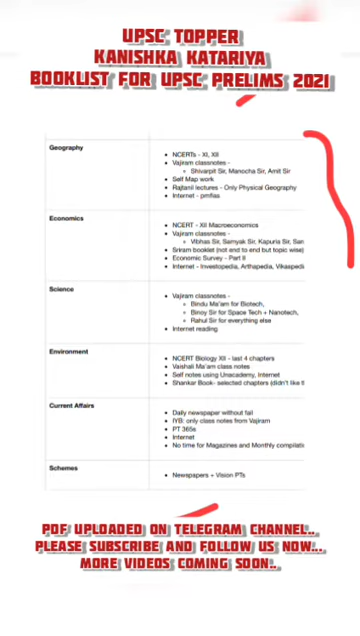 UPSC TOPPER
KANISHKA KATARIYA
BOOKLIST FOR UPSC PRELIMS 2021
Geography
• NCERTs - XI, XII
• Vajiram classnotes -
• Shivarpit Sir, Manocha Sir, Amit Sir
• Self Map work
• Rajtanil lectures - Only Physical Geography
• Internet - pmfias
Economics
• NCERT - XII Macroeconomics
• Vajiram classnotes -
• Vibhas Sir, Samyak Sir, Kapuria Sir, San
• Sriram booklet (not end to end but topic wise)
• Economic Survey - Part II
• Internet - Investopedia, Arthapedia, Vikaspedi
Science
• Vajiram classnotes -
• Bindu Ma'am for Biotech,
• Binoy Sir for Space Tech + Nanotech,
• Rahul Sir for everything else
• Internet reading
Environment
• NCERT Biology XII - last 4 chapters
• Vaishali Ma'am class notes
• Self notes using Unacademy, Internet
• Shankar Book- selected chapters (didn't like t
Current Affairs
• Daily newspaper without fail
• IYB: only class notes from Vajiram
• PT 365s
• Internet
• No time for Magazines and Monthly compilati
Schemes
• Newspapers + Vision PTs
PDF UPLOADED ON TELEGRAM CHANNEL..
PLEASE SUBSCRIBE AND FOLLOW US NOW...
MORE VIDEOS COMING SOON..